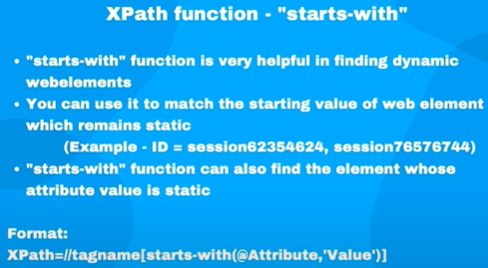 XPath function - "starts-with"
• "starts-with" function is very helpful in finding dynamic
webelements
• You can use it to match the starting value of web element
which remains static
(Example - ID = session62354624, session76576744)
• "starts-with" function can also find the element whose
attribute value is static
Format:
XPath=//tagname[starts-with(@Attribute,'Value')]